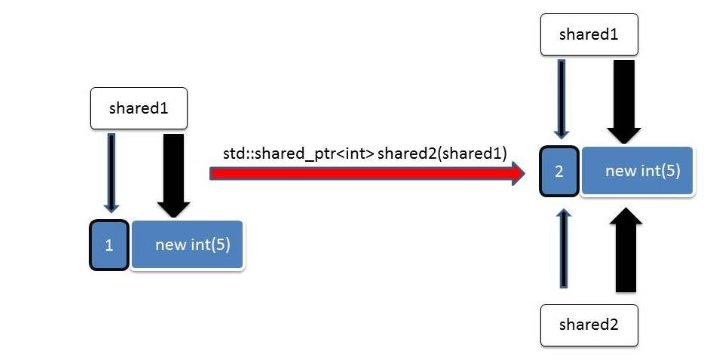 shared1
1
new int(5)
std::shared_ptr<int> shared2(shared1)
shared1
2
new int(5)
shared2